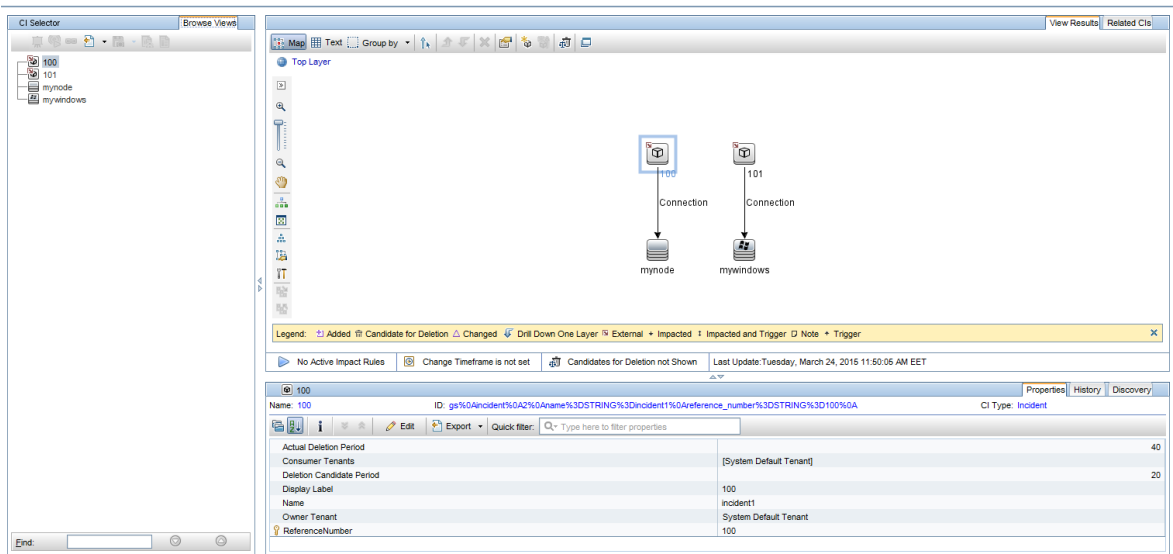 CI Selector Browse Views
100
101
mynode
mywindows
Find:
View Results Related CIs
Map Text Group by
Top Layer
100 101
Connection Connection
mynode mywindows
Legend: Added Candidate for Deletion Changed Drill Down One Layer External Impacted Impacted and Trigger Note Trigger
No Active Impact Rules Change Timeframe is not set Candidates for Deletion not Shown Last Update:Tuesday, March 24, 2015 11:50:05 AM EET
100 Properties History Discovery
Name: 100 ID: gs%0Aincident%0A2%0Aname%3DSTRING%3Dincident1%0Areference_number%3DSTRING%3D100%0A CI Type: Incident
Edit Export Quick filter: Type here to filter properties
Actual Deletion Period 40
Consumer Tenants [System Default Tenant]
Deletion Candidate Period 20
Display Label 100
Name incident1
Owner Tenant System Default Tenant
ReferenceNumber 100